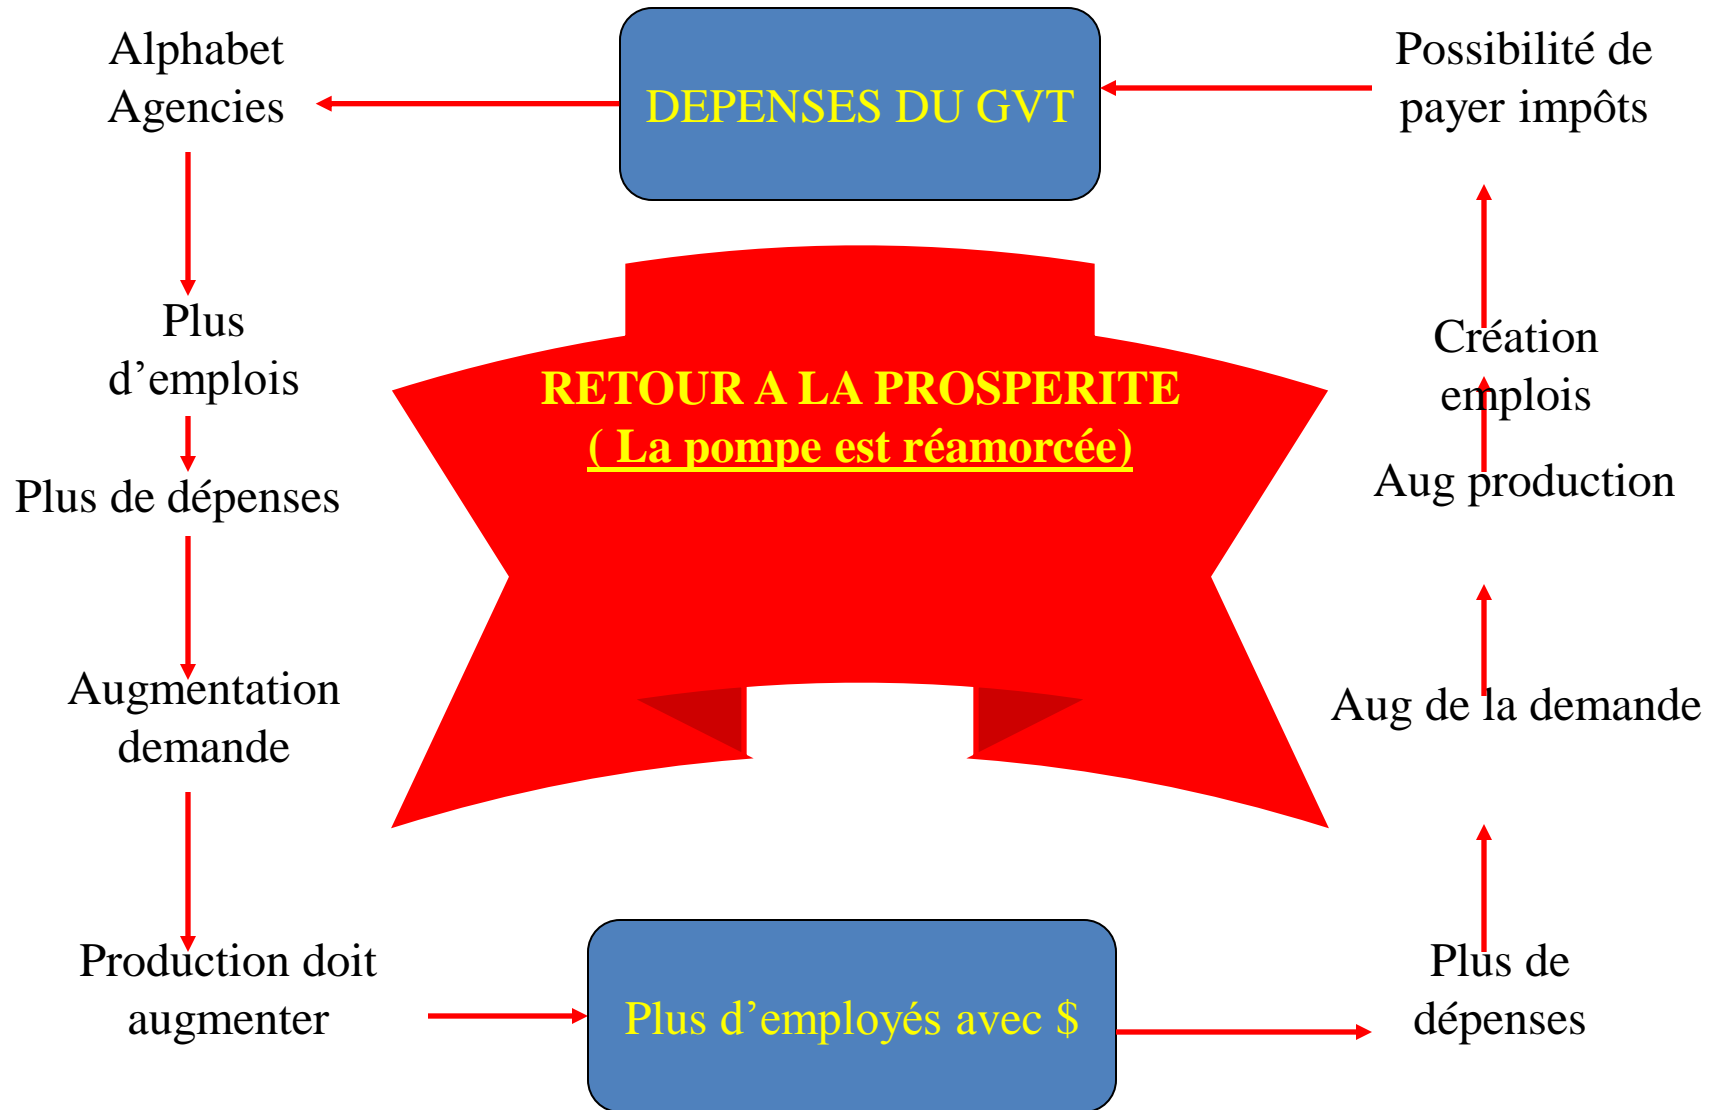 Alphabet
Agencies
DEPENSES DU GVT
Possibilité de
payer impôts
Plus
d’emplois
Plus de dépenses
Augmentation
demande
Production doit
augmenter
RETOUR A LA PROSPERITE
( La pompe est réamorcée)
Plus d’employés avec $
Création
emplois
Aug production
Aug de la demande
Plus de
dépenses